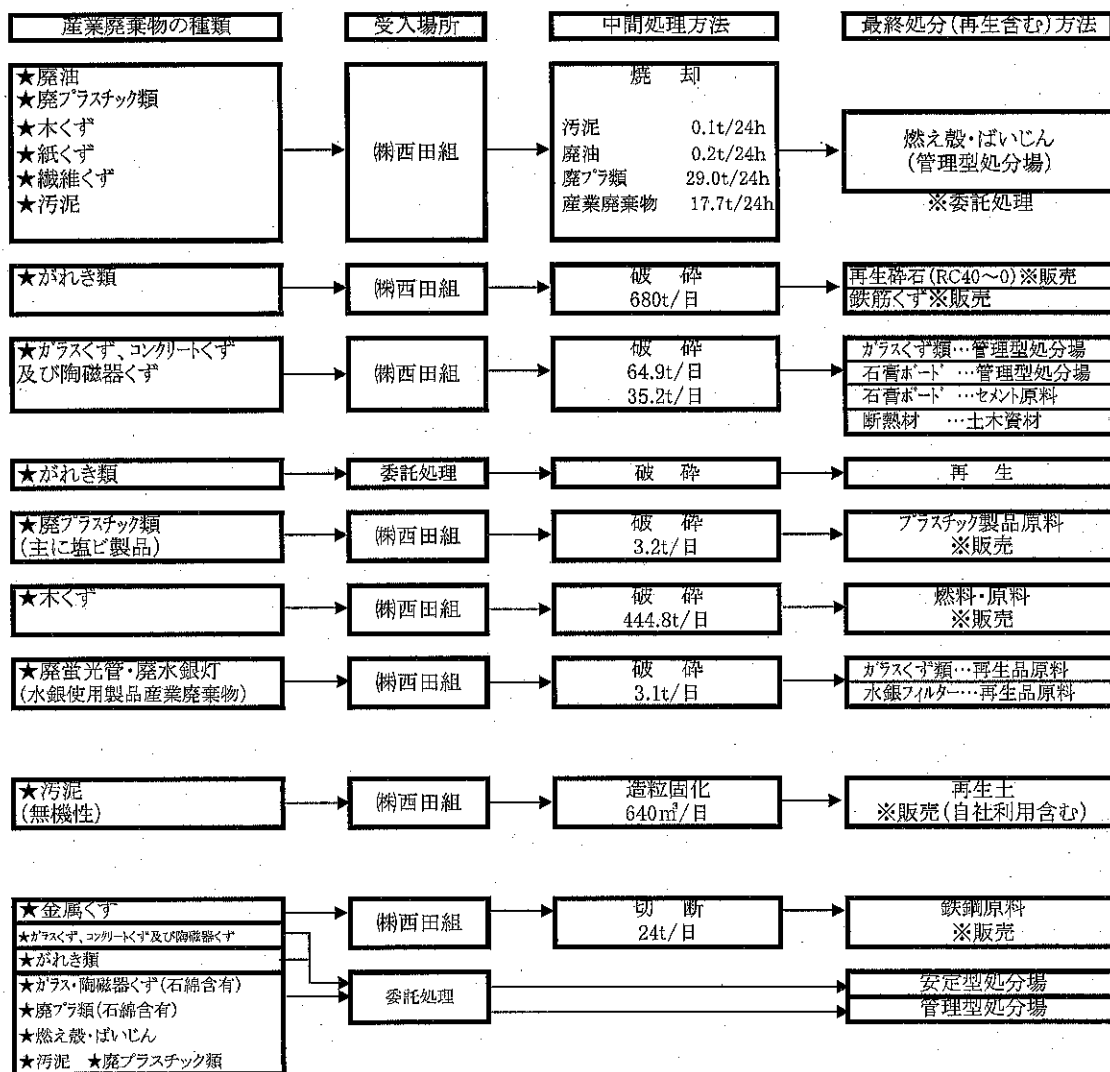 産業廃棄物の種類
受入場所
中間処理方法
最終処分(再生含む)方法
★廃油
★廃プラスチック類
★木くず
★紙くず
★繊維くず
★汚泥
㈱西田組
焼 却
汚泥 0.1t/24h
廃油 0.2t/24h
廃プラ類 29.0t/24h
産業廃棄物 17.7t/24h
燃え殻・ばいじん
(管理型処分場)
※委託処理
★がれき類
㈱西田組
破 砕
680t/日
再生砕石(RC40～0)※販売
鉄筋くず※販売
★ガラスくず、コンクリートくず
及び陶磁器くず
㈱西田組
破 砕
64.9t/日
35.2t/日
ガラスくず類…管理型処分場
石膏ボード …管理型処分場
石膏ボード …セメント原料
断熱材 …土木資材
★がれき類
委託処理
破 砕
再 生
★廃プラスチック類
(主に塩ビ製品)
㈱西田組
破 砕
3.2t/日
プラスチック製品原料
※販売
★木くず
㈱西田組
破 砕
444.8t/日
燃料・原料
※販売
★廃蛍光管・廃水銀灯
(水銀使用製品産業廃棄物)
㈱西田組
破 砕
3.1t/日
ガラスくず類…再生品原料
水銀フィルター…再生品原料
★汚泥
(無機性)
㈱西田組
造粒固化
640㎥/日
再生土
※販売(自社利用含む)
★金属くず
㈱西田組
切 断
24t/日
鉄鋼原料
※販売
★ガラスくず、コンクリートくず及び陶磁器くず
★がれき類
★ガラス・陶磁器くず(石綿含有)
★廃プラ類(石綿含有)
★燃え殻・ばいじん
★汚泥 ★廃プラスチック類
委託処理
安定型処分場
管理型処分場